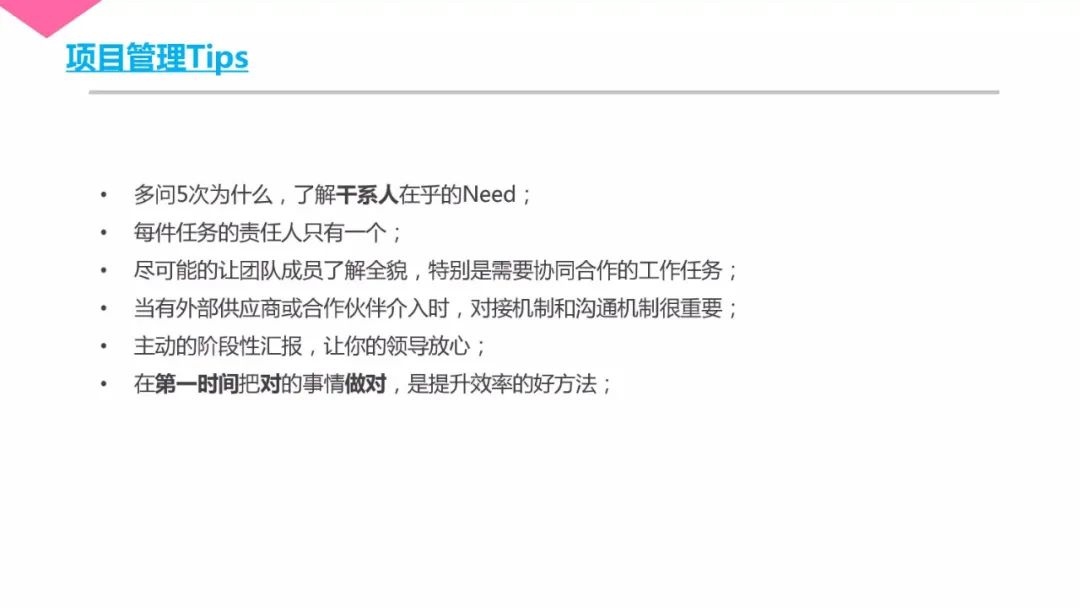 项目管理Tips
• 多问5次为什么，了解干系人在乎的Need；
• 每件任务的责任人只有一个；
• 尽可能的让团队成员了解全貌，特别是需要协同合作的工作任务；
• 当有外部供应商或合作伙伴介入时，对接机制和沟通机制很重要；
• 主动的阶段性汇报，让你的领导放心；
• 在第一时间把对的事情做对，是提升效率的好方法；